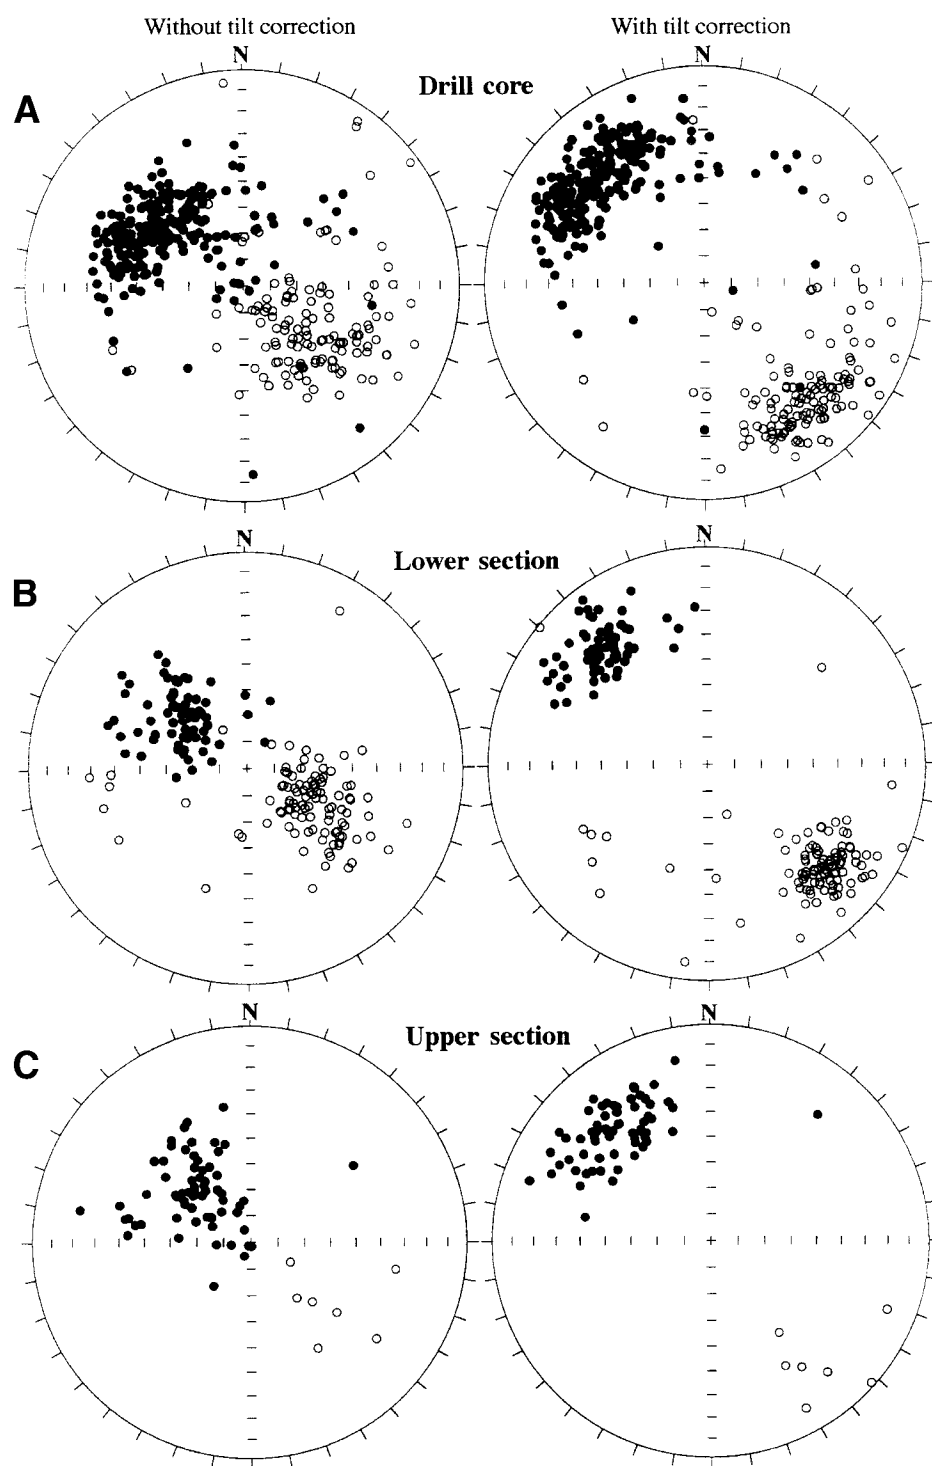 Without tilt correction
With tilt correction
N
N
Drill core
A
N
N
Lower section
B
N
N
Upper section
C